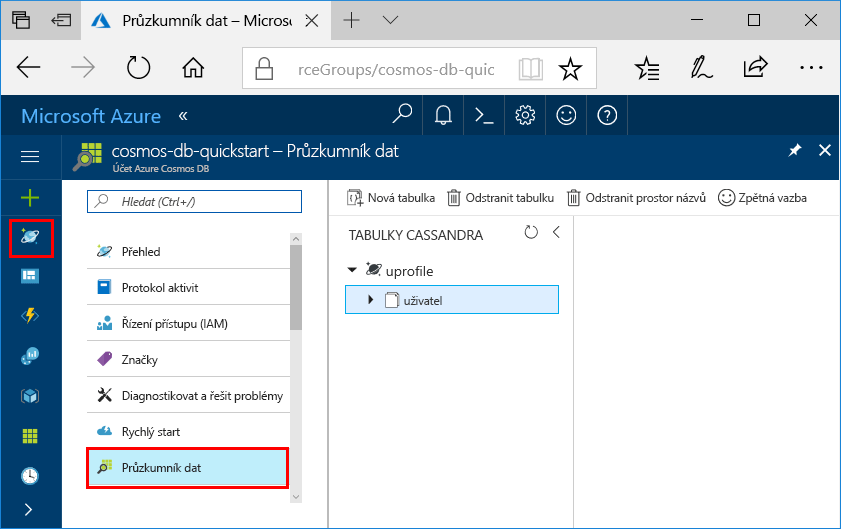 Průzkumník dat – Microsc
rceGroups/cosmos-db-quic
Microsoft Azure «
cosmos-db-quickstart – Průzkumník dat
Účet Azure Cosmos DB
Hledat (Ctrl+/)
Přehled
Protokol aktivit
Řízení přístupu (IAM)
Značky
Diagnostikovat a řešit problémy
Rychlý start
Průzkumník dat
Nová tabulka
Odstranit tabulku
Odstranit prostor názvů
Zpětná vazba
TABULKY CASSANDRA
uprofile
uživatel